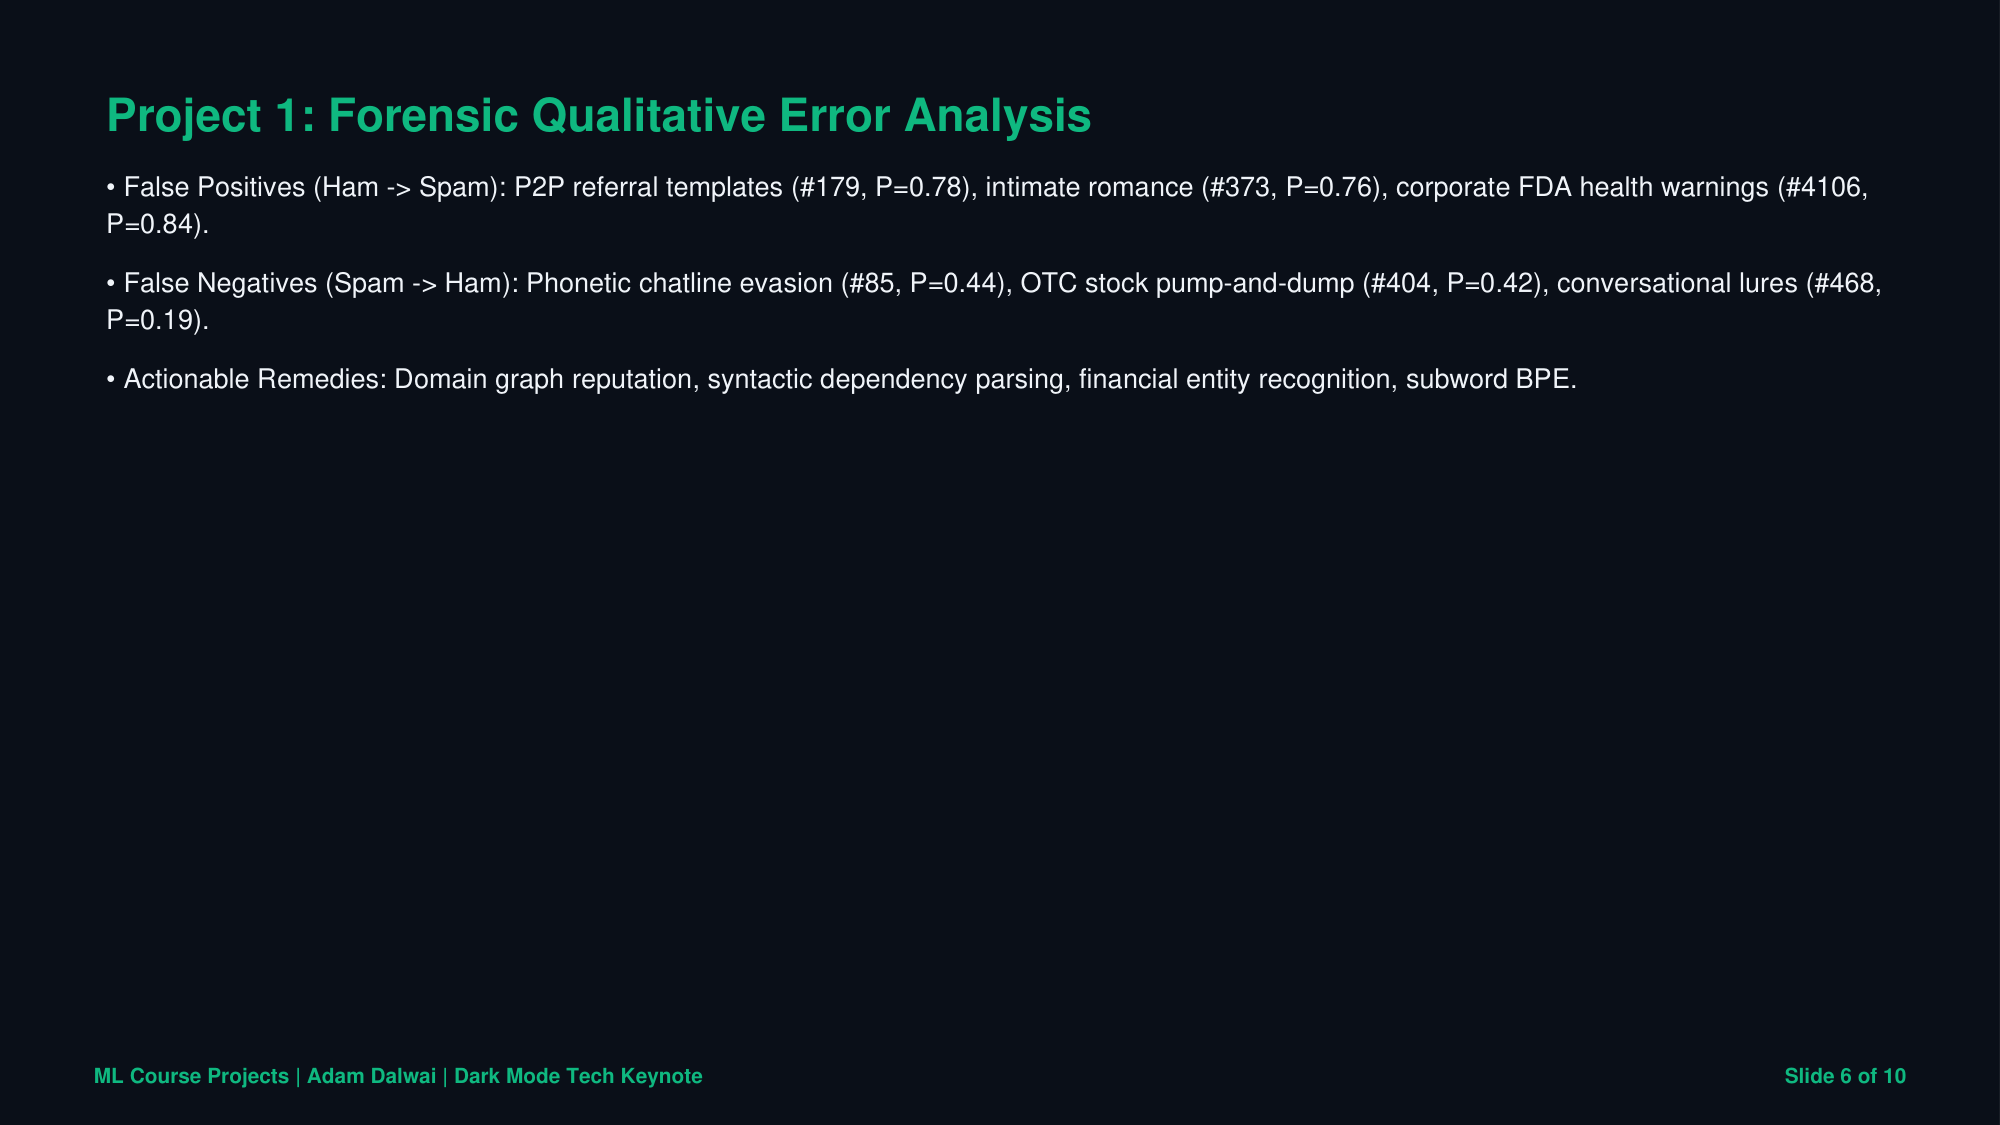 Project 1: Forensic Qualitative Error Analysis
• False Positives (Ham -> Spam): P2P referral templates (#179, P=0.78), intimate romance (#373, P=0.76), corporate FDA health warnings (#4106,
P=0.84).
• False Negatives (Spam -> Ham): Phonetic chatline evasion (#85, P=0.44), OTC stock pump-and-dump (#404, P=0.42), conversational lures (#468,
P=0.19).
• Actionable Remedies: Domain graph reputation, syntactic dependency parsing, financial entity recognition, subword BPE.
ML Course Projects | Adam Dalwai | Dark Mode Tech Keynote
Slide 6 of 10